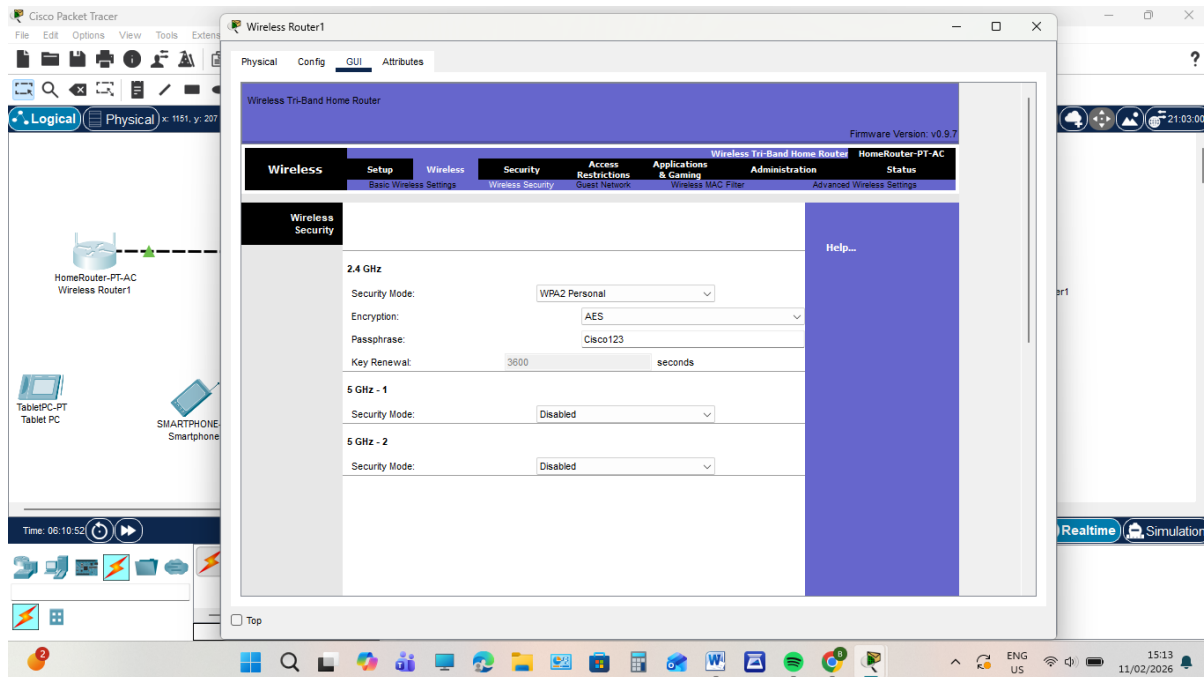 Cisco Packet Tracer
File Edit Options View Tools Extens
Logical Physical x: 1151, y: 207
21:03:00
HomeRouter-PT-AC
Wireless Router1
TabletPC-PT
Tablet PC
SMARTPHONE-
Smartphone
er1
Time: 06:10:52
Realtime Simulation
Wireless Router1
Physical Config GUI Attributes
Wireless Tri-Band Home Router
Firmware Version: v0.9.7
Wireless Tri-Band Home Router HomeRouter-PT-AC
Wireless
Setup Wireless Security Access Restrictions Applications & Gaming Administration Status
Basic Wireless Settings Wireless Security Guest Network Wireless MAC Filter Advanced Wireless Settings
Wireless
Security
Help...
2.4 GHz
Security Mode: WPA2 Personal
Encryption: AES
Passphrase: Cisco123
Key Renewal: 3600 seconds
5 GHz - 1
Security Mode: Disabled
5 GHz - 2
Security Mode: Disabled
Top
2
ENG
US
15:13
11/02/2026